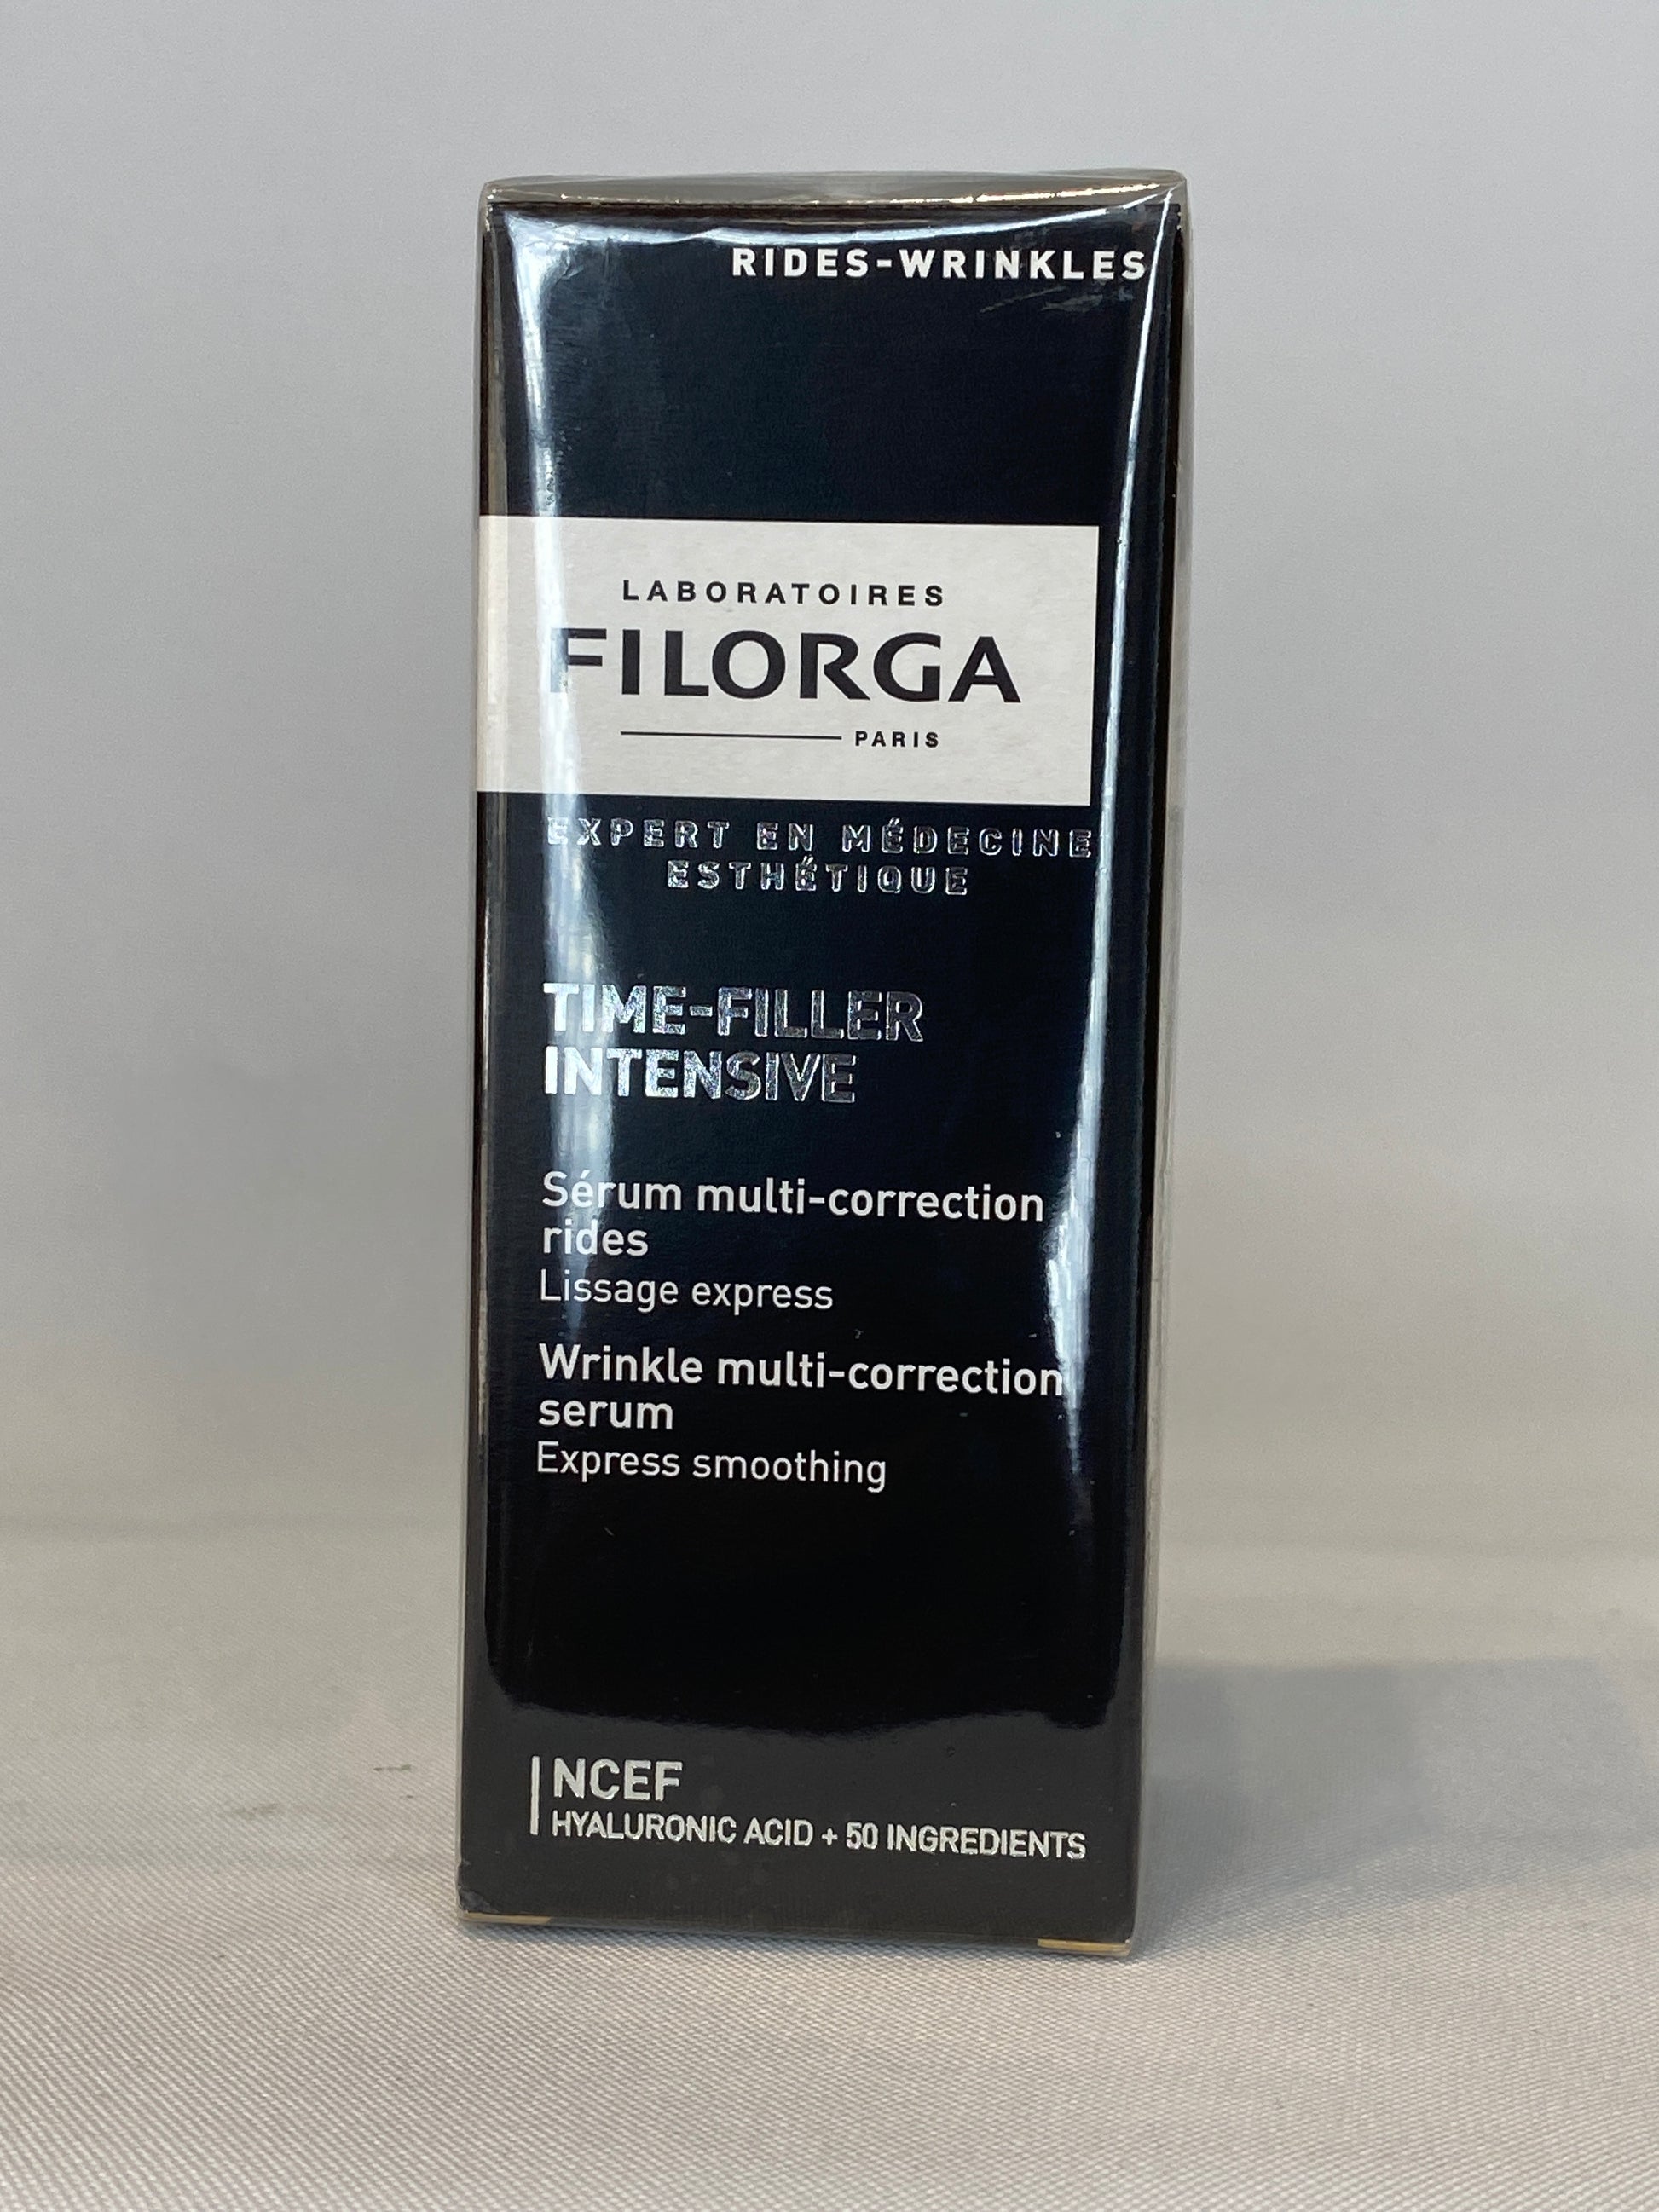 RIDES-WRINKLES
LABORATOIRES
FILORGA
PARIS
EXPERT EN MÉDECINE
ESTHÉTIQUE
TIME-FILLER
INTENSIVE
Sérum multi-correction
rides
Lissage express
Wrinkle multi-correction
serum
Express smoothing
NCEF
HYALURONIC ACID + 50 INGREDIENTS